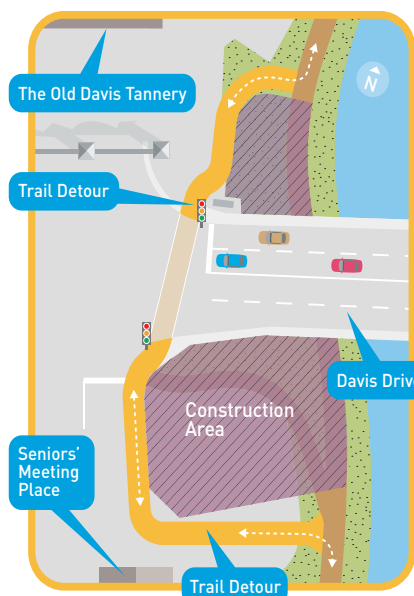 N
The Old Davis Tannery
Trail Detour
Davis Drive
Construction
Area
Seniors'
Meeting
Place
Trail Detour